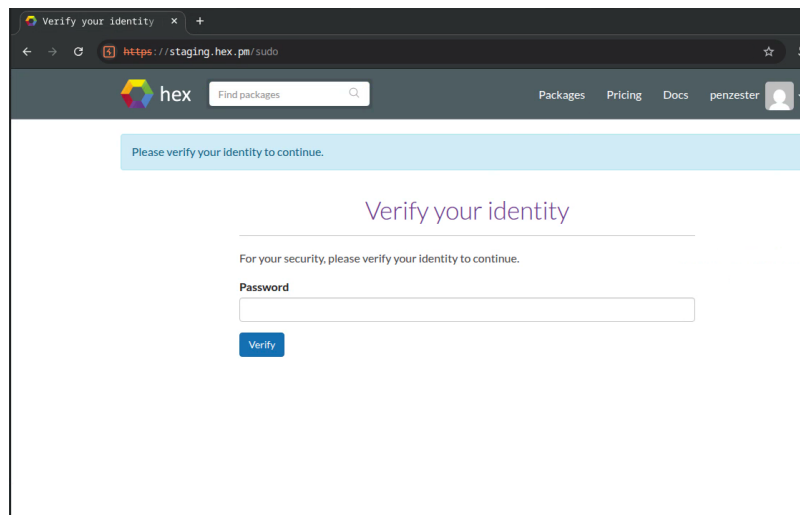 Verify your identity
https://staging.hex.pm/sudo
hex
Find packages
Packages
Pricing
Docs
penzester
Please verify your identity to continue.
Verify your identity
For your security, please verify your identity to continue.
Password
Verify